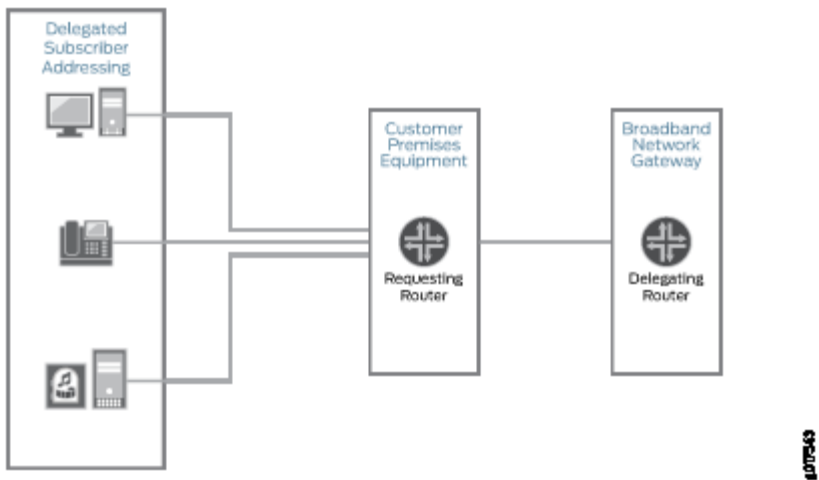 Delegated
Subscriber
Addressing
Customer
Premises
Equipment
Requesting
Router
Broadband
Network
Gateway
Delegating
Router